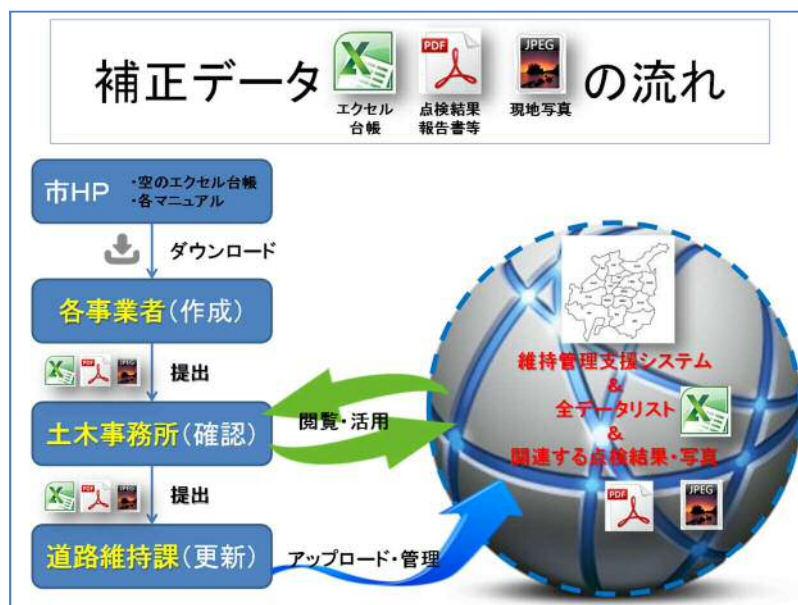 補正データ
の流れ
エクセル
台帳
PDF
点検結果
報告書等
JPEG
現地写真
市HP
・空のエクセル台帳
・各マニュアル
ダウンロード
各事業者(作成)
PDF
提出
土木事務所(確認)
閲覧・活用
PDF
提出
道路維持課(更新)
アップロード・管理
維持管理支援システム
&
全データリスト
&
関連する点検結果・写真
PDF
JPEG